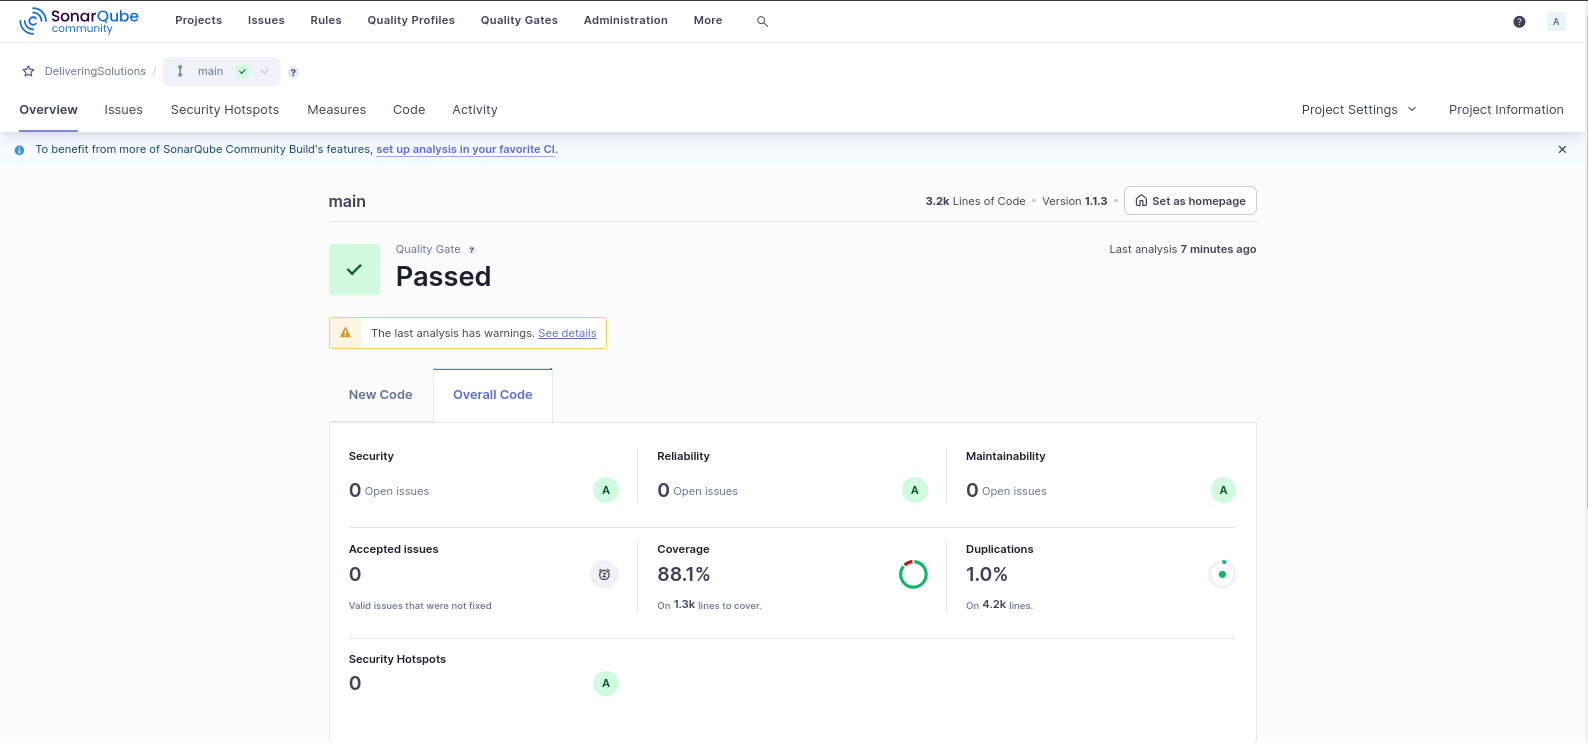 SonarQube community
Projects Issues Rules Quality Profiles Quality Gates Administration More ? A
DeliveringSolutions / main ?
Overview Issues Security Hotspots Measures Code Activity Project Settings Project Information
To benefit from more of SonarQube Community Build's features, set up analysis in your favorite CI.
main 3.2k Lines of Code • Version 1.1.3 • Set as homepage
Quality Gate ? Last analysis 7 minutes ago
Passed
The last analysis has warnings. See details
New Code Overall Code
Security Reliability Maintainability
0 Open issues A 0 Open issues A 0 Open issues A
Accepted issues Coverage Duplications
0 88.1% 1.0%
Valid issues that were not fixed On 1.3k lines to cover. On 4.2k lines.
Security Hotspots
0 A